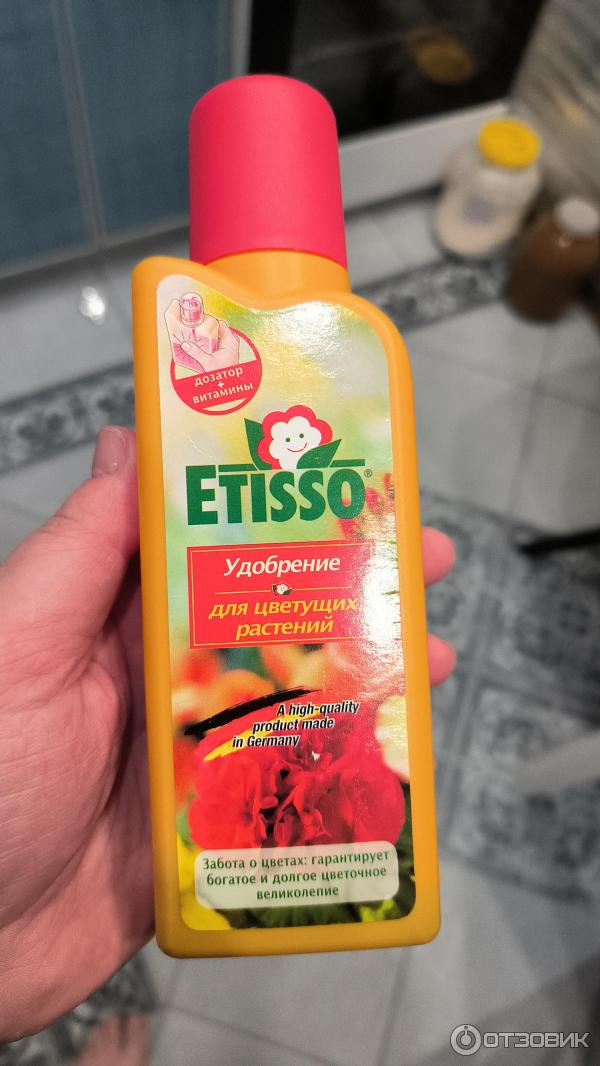 дозатор
+
витамины
ETISSO®
Удобрение
для цветущих
растений
A high-quality
product made
in Germany
Забота о цветах: гарантирует
богатое и долгое цветочное
великолепие
ОТЗОВИК